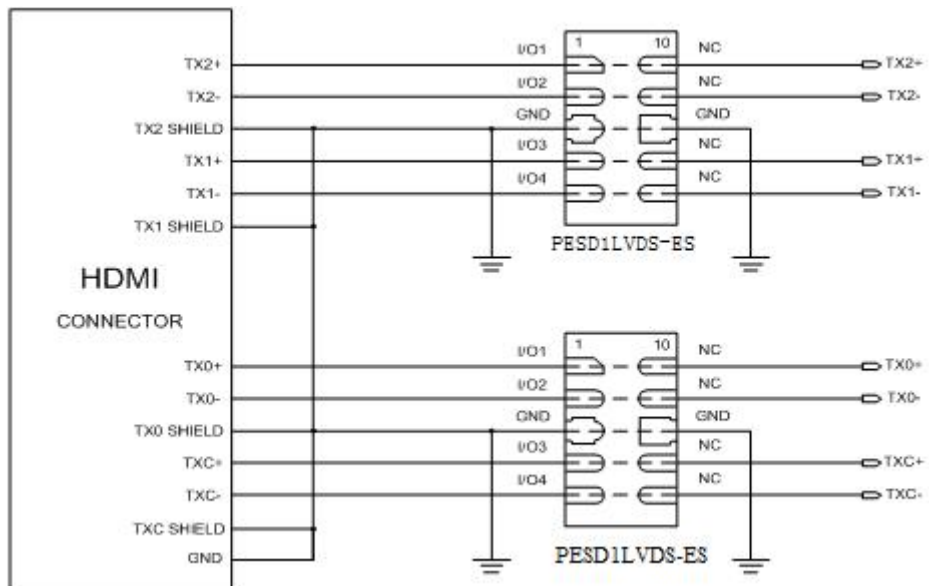 I/O1 1 10 NC
TX2+ TX2+
I/O2 NC
TX2- TX2-
GND GND
TX2 SHIELD
I/O3 NC
TX1+ TX1+
I/O4 NC
TX1- TX1-
TX1 SHIELD
PESD1LVDS-ES
HDMI
CONNECTOR
I/O1 1 10 NC
TX0+ TX0+
I/O2 NC
TX0- TX0-
GND GND
TX0 SHIELD
I/O3 NC
TXC+ TXC+
I/O4 NC
TXC- TXC-
TXC SHIELD
GND
PESD1LVDS-ES